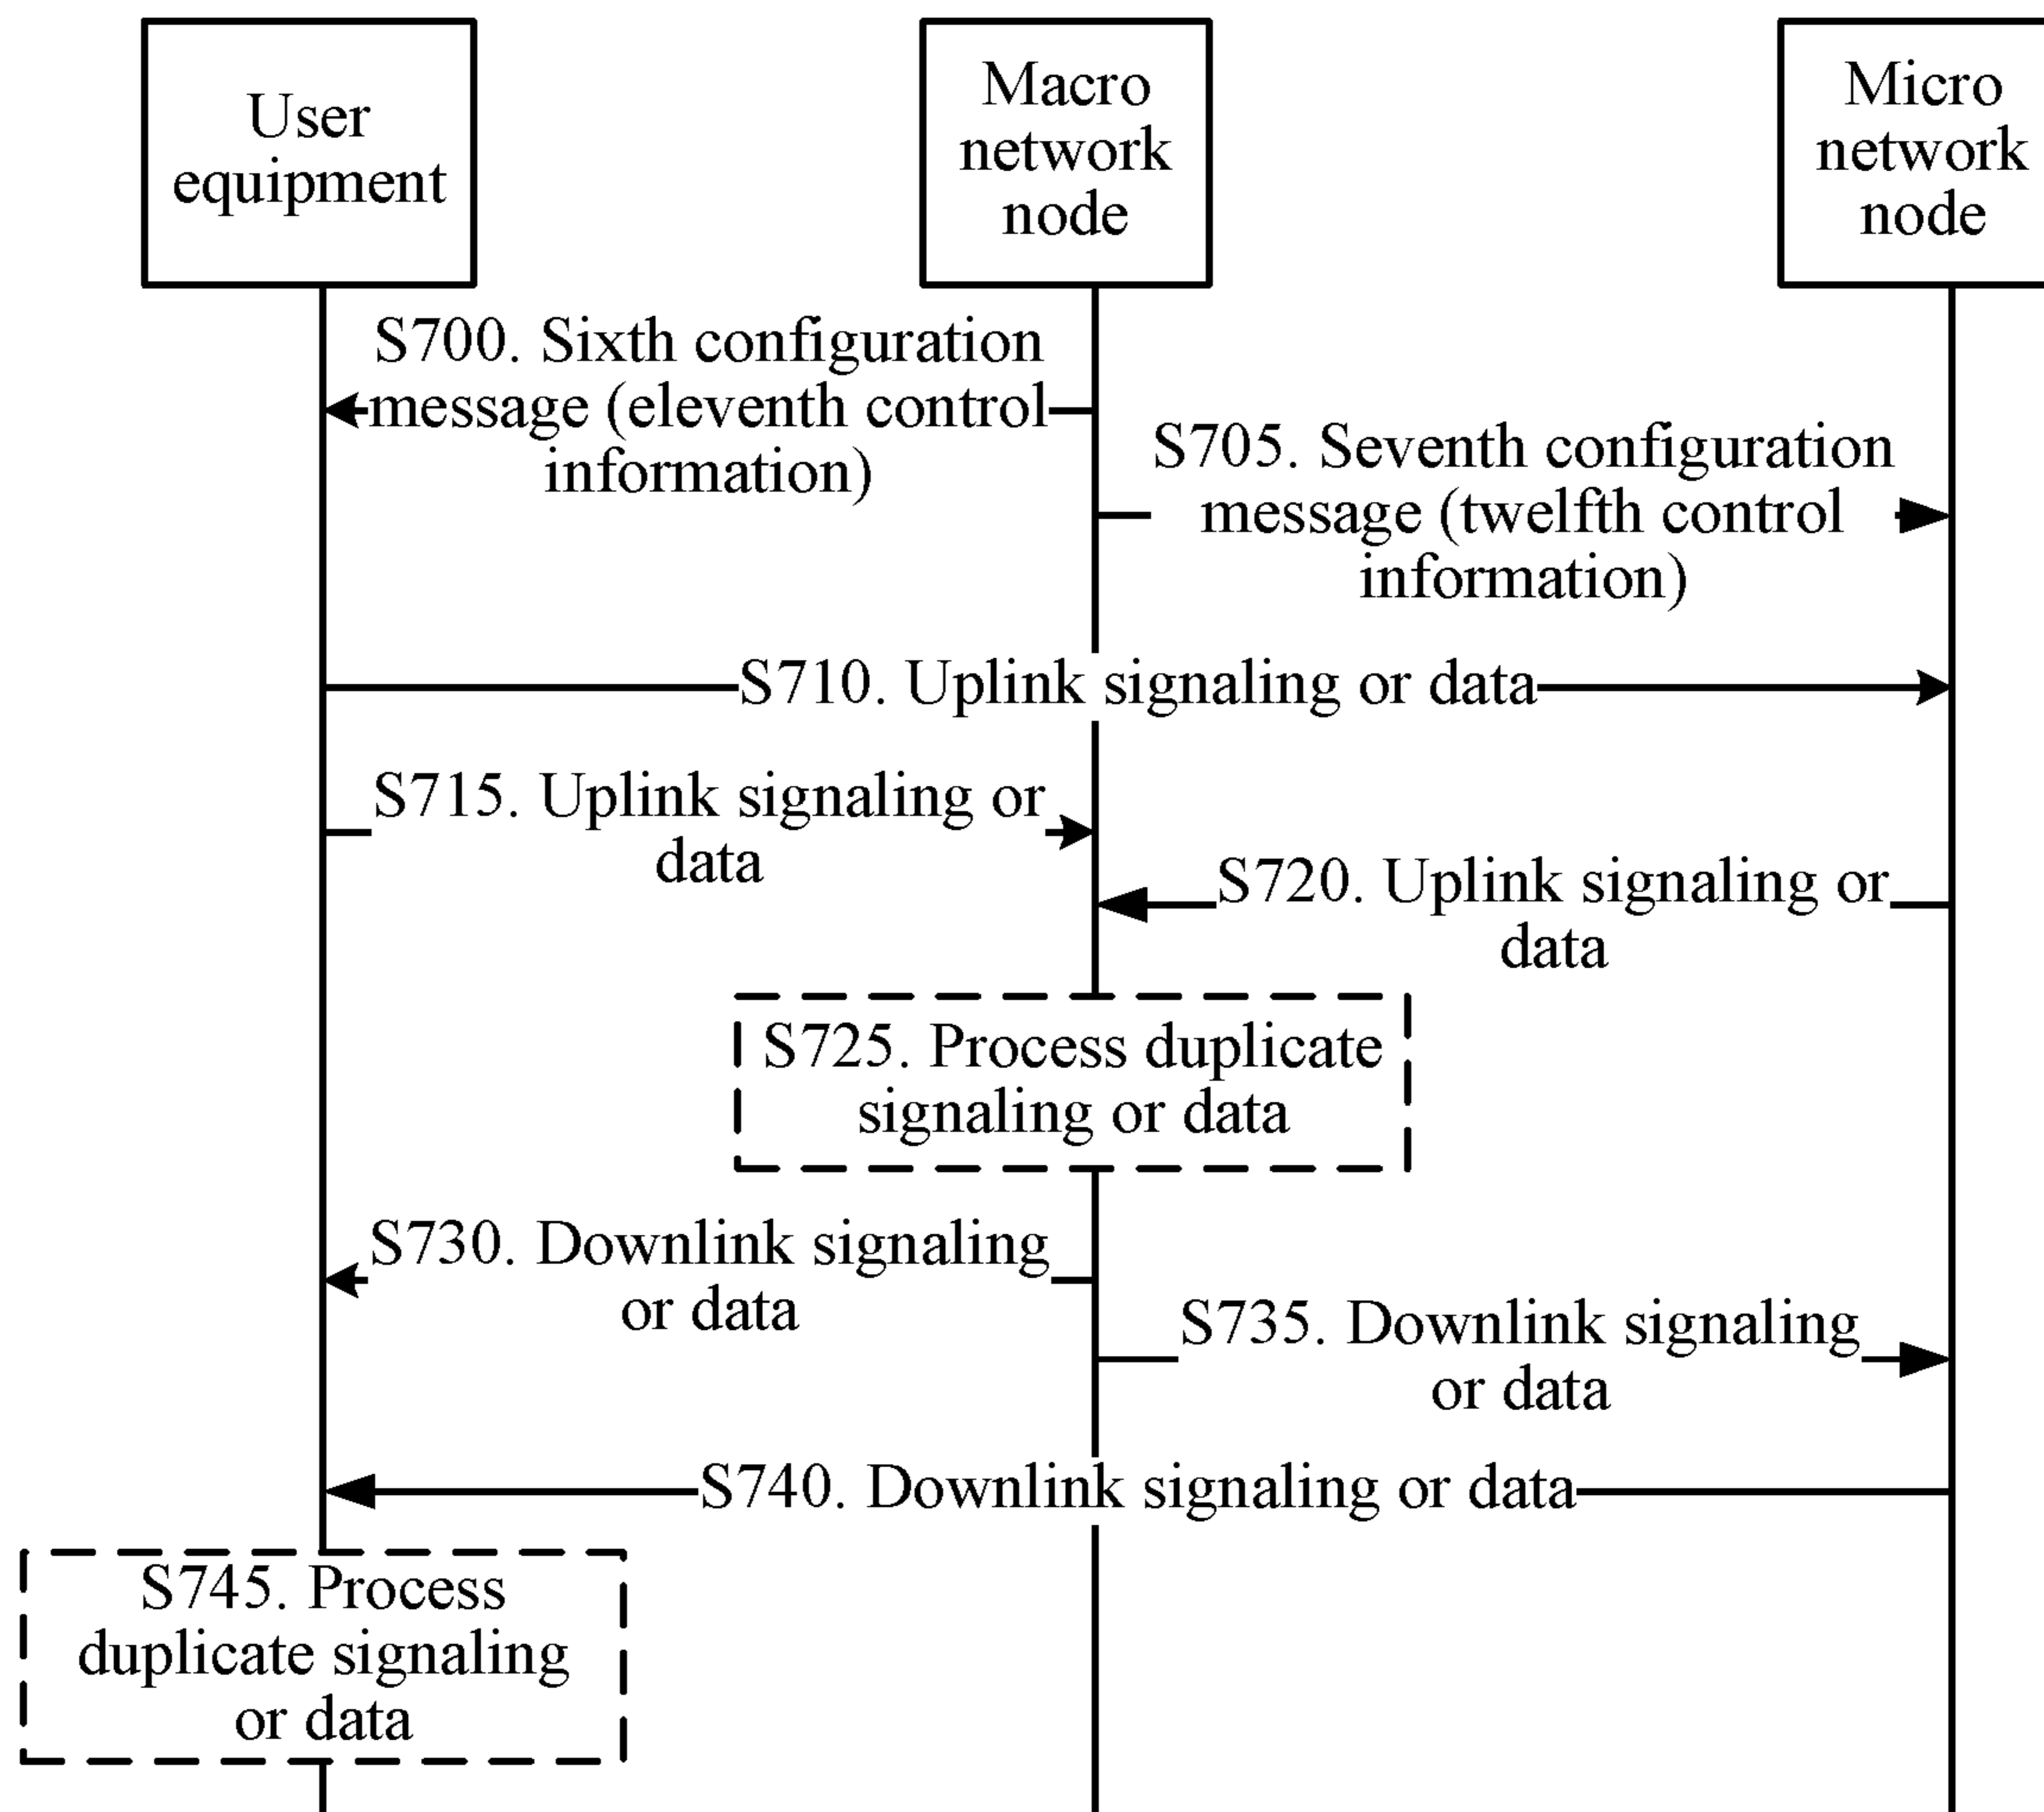 User
equipment
Macro
network
node
Micro
network
node
S700. Sixth configuration
message (eleventh control
information)
S705. Seventh configuration
message (twelfth control
information)
S710. Uplink signaling or data
S715. Uplink signaling or
data
S720. Uplink signaling or
data
S725. Process duplicate
signaling or data
S730. Downlink signaling
or data
S735. Downlink signaling
or data
S740. Downlink signaling or data
S745. Process
duplicate signaling
or data